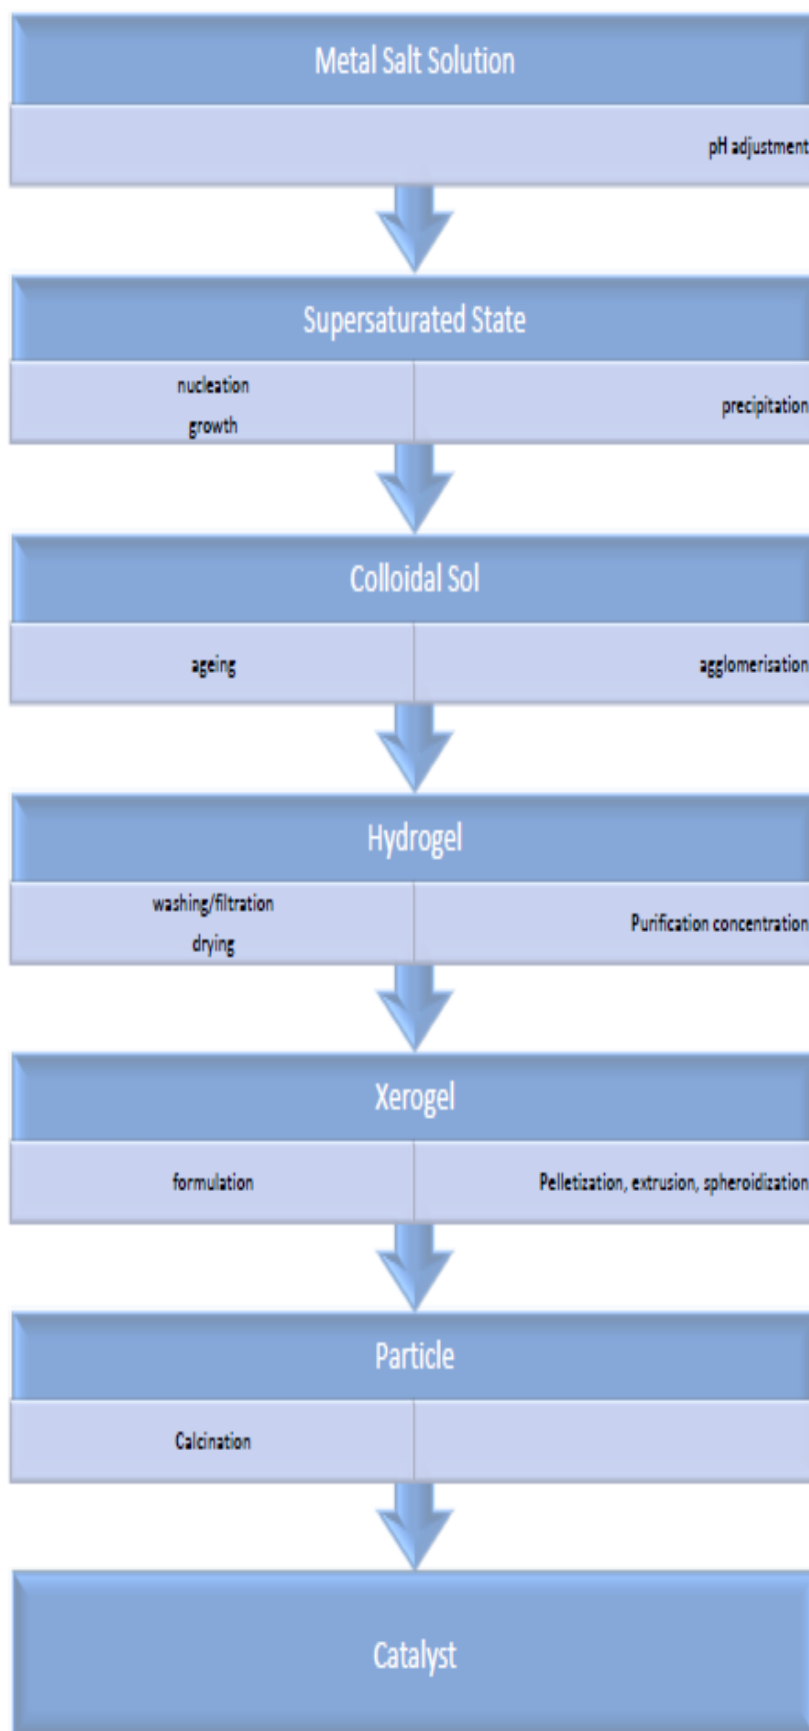 Metal Salt Solution
pH adjustment
Supersaturated State
nucleation
growth
precipitation
Colloidal Sol
ageing
agglomerisation
Hydrogel
washing/filtration
drying
Purification concentration
Xerogel
formulation
Pelletization, extrusion, spheroidization
Particle
Calcination
Catalyst